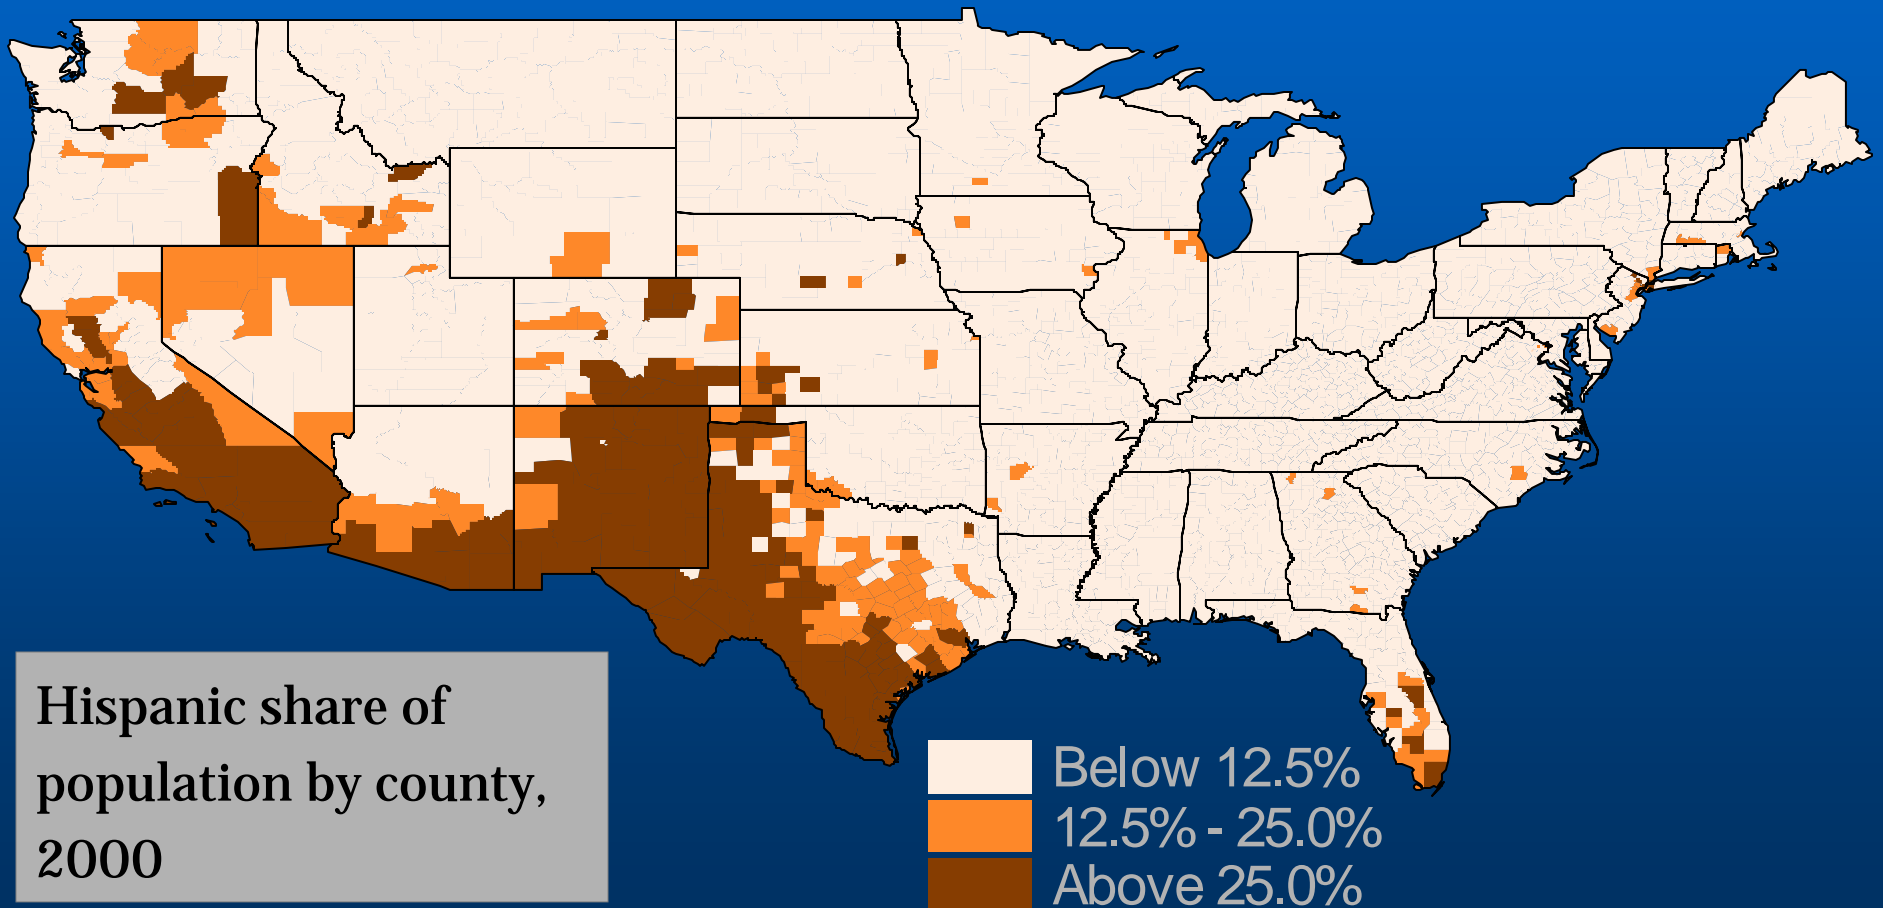 Hispanic share of
population by county,
2000
Below 12.5%
12.5% - 25.0%
Above 25.0%